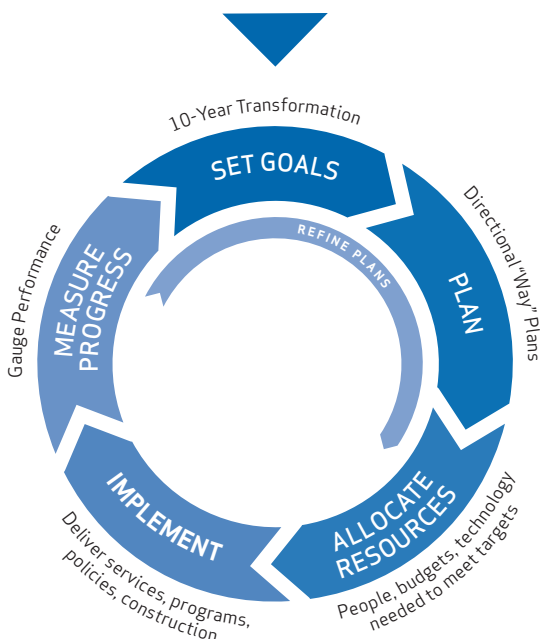 10-Year Transformation
SET GOALS
REFINE PLANS
Directional “Way” Plans
PLAN
ALLOCATE
RESOURCES
People, budgets, technology
needed to meet targets
IMPLEMENT
Deliver services, programs,
policies, construction
MEASURE
PROGRESS
Gauge Performance